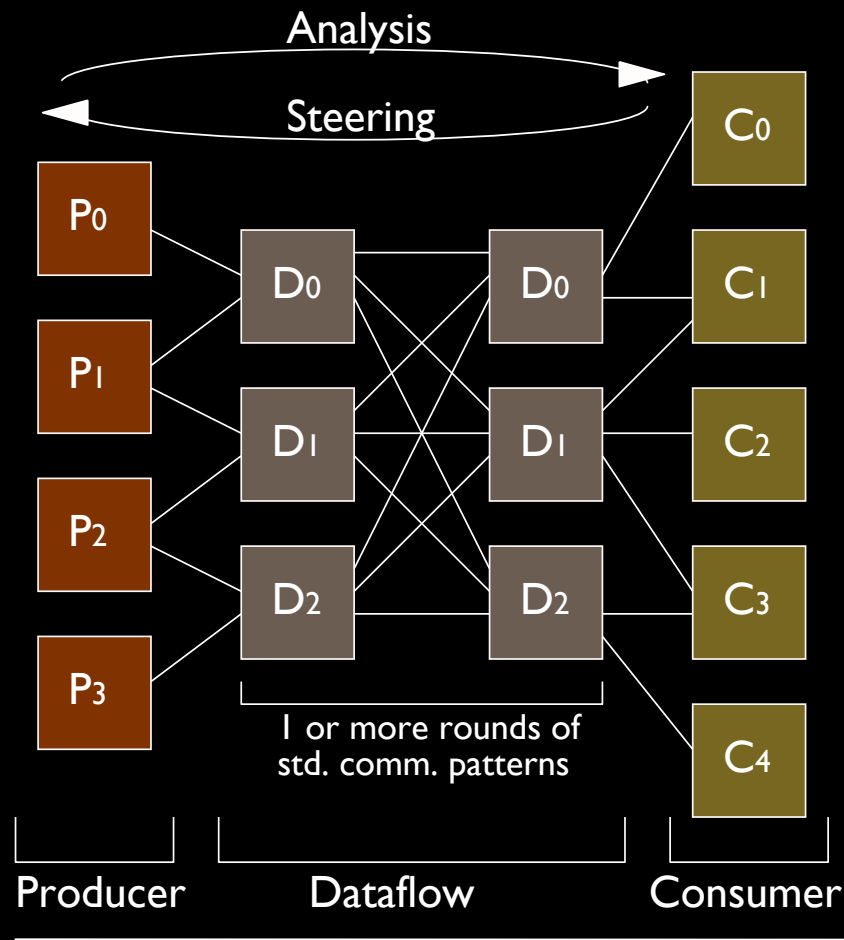 Analysis
Steering
P0
P1
P2
P3
D0
D1
D2
D0
D1
D2
C0
C1
C2
C3
C4
1 or more rounds of
std. comm. patterns
Producer
Dataflow
Consumer